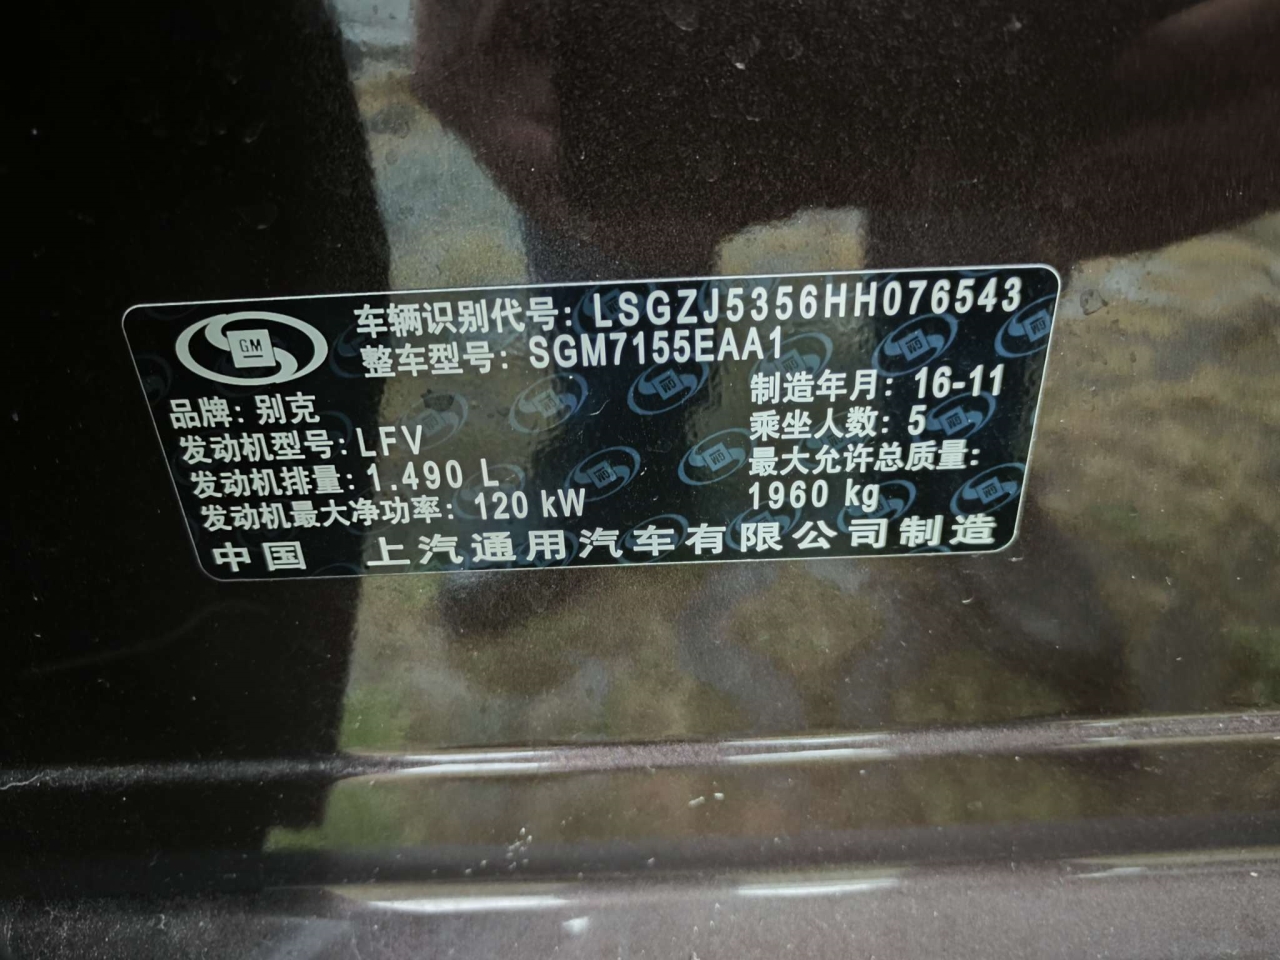 GM
车辆识别代号: LSGZJ5356HH076543
整车型号: SGM7155EAA1
品牌: 别克
制造年月: 16-11
发动机型号: LFV
乘坐人数: 5
发动机排量: 1.490 L
最大允许总质量:
发动机最大净功率: 120 kW
1960 kg
中国 上汽通用汽车有限公司制造